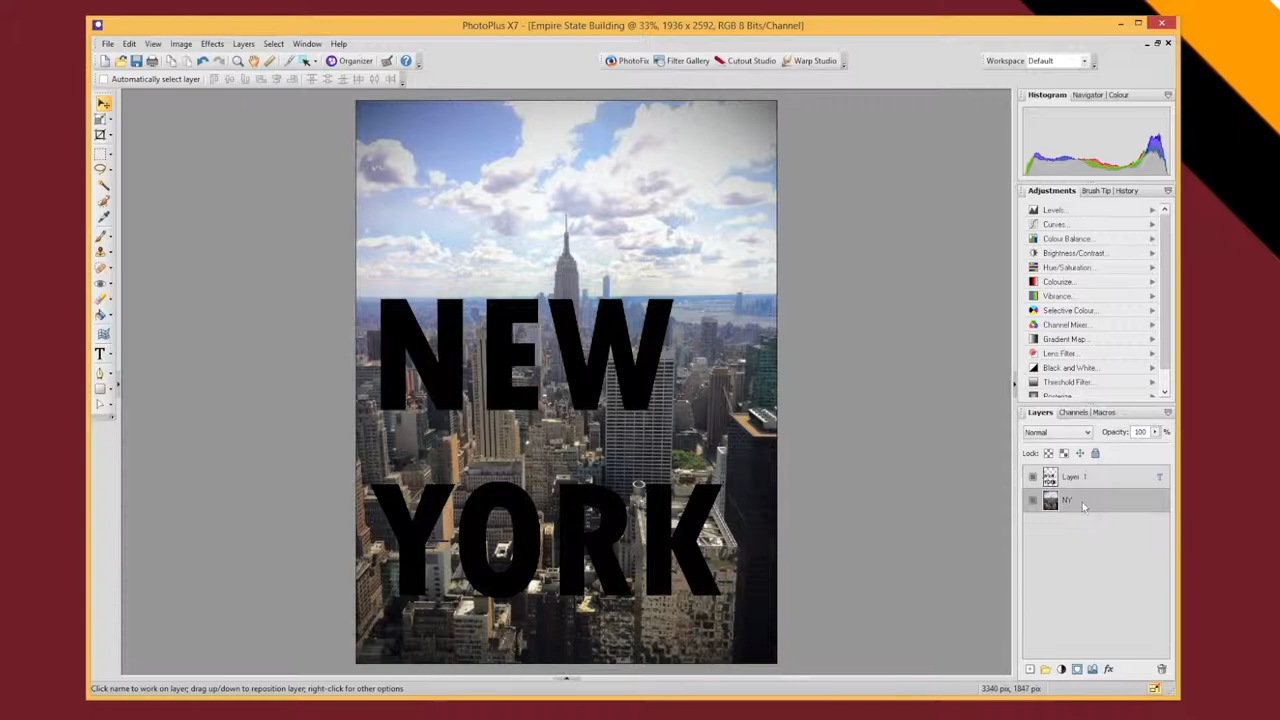 PhotoPlus X7 - [Empire State Building @ 33%, 1936 x 2592, RGB 8 Bits/Channel]
File Edit View Image Effects Layers Select Window Help
Organizer
PhotoFix Filter Gallery Cutout Studio Warp Studio
Workspace Default
Automatically select layer
Histogram Navigator | Colour
Adjustments Brush Tip | History
Levels...
Curves...
Colour Balance...
Brightness/Contrast...
Hue/Saturation...
Colourize...
Vibrance...
Selective Colour...
Channel Mixer...
Gradient Map...
Lens Filter...
Black and White...
Threshold Filter...
Posterize...
NEW
YORK
Layers Channels | Macros
Normal Opacity: 100 %
Lock:
Layer 1 T
NY
fx
Click name to work on layer; drag up/down to reposition layer; right-click for other options
3340 pix, 1847 pix